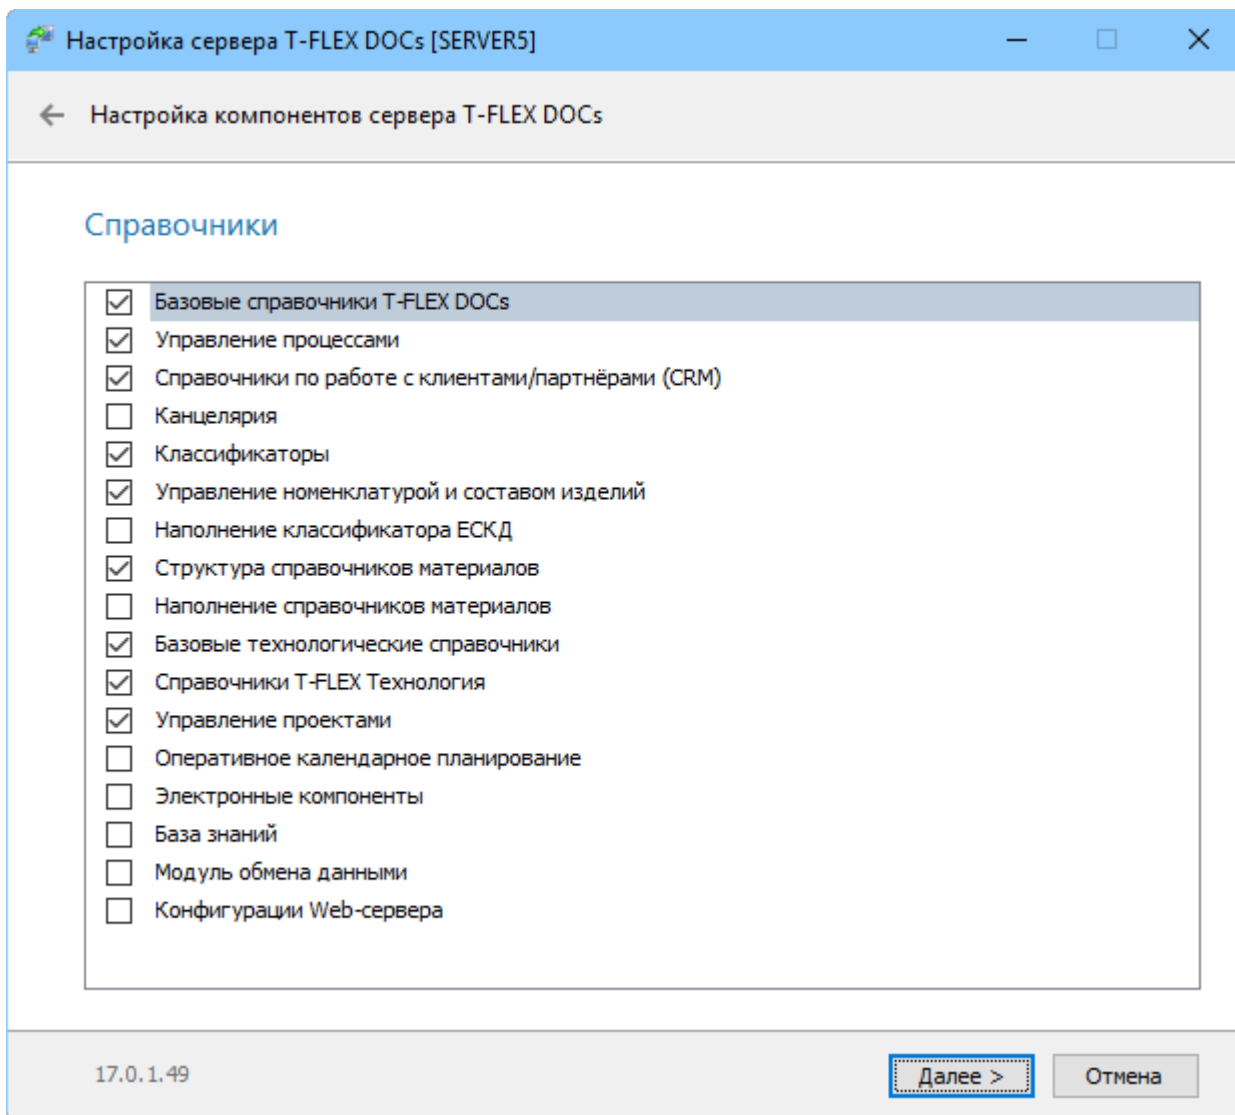 Настройка сервера T-FLEX DOCs [SERVER5]
Настройка компонентов сервера T-FLEX DOCs
Справочники
Базовые справочники T-FLEX DOCs
Управление процессами
Справочники по работе с клиентами/партнёрами (CRM)
Канцелярия
Классификаторы
Управление номенклатурой и составом изделий
Наполнение классификатора ЕСКД
Структура справочников материалов
Наполнение справочников материалов
Базовые технологические справочники
Справочники T-FLEX Технология
Управление проектами
Оперативное календарное планирование
Электронные компоненты
База знаний
Модуль обмена данными
Конфигурации Web-сервера
17.0.1.49
Далее >
Отмена